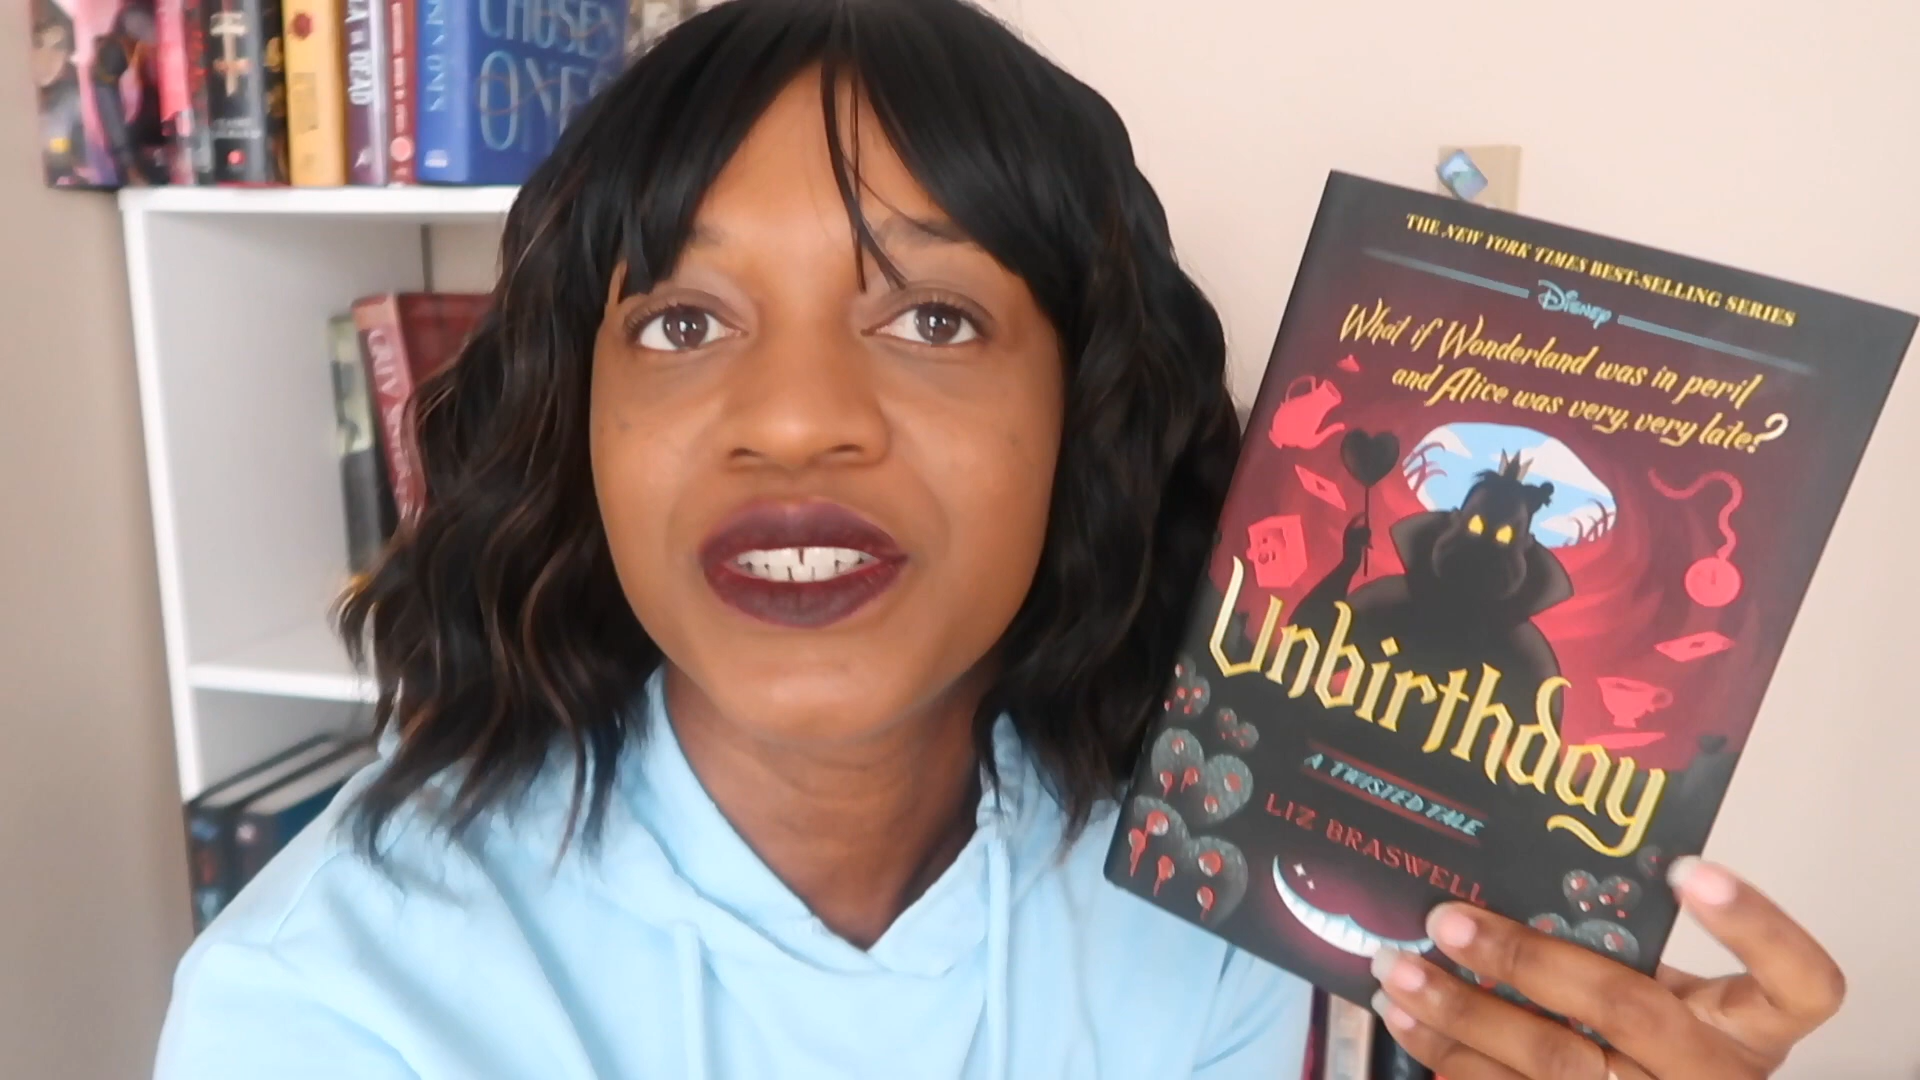 CHOSEN
ONES
THE NEW YORK TIMES BEST-SELLING SERIES
Disney
What if Wonderland was in peril
and Alice was very, very late?
Unbirthday
A TWISTED TALE
LIZ BRASWELL